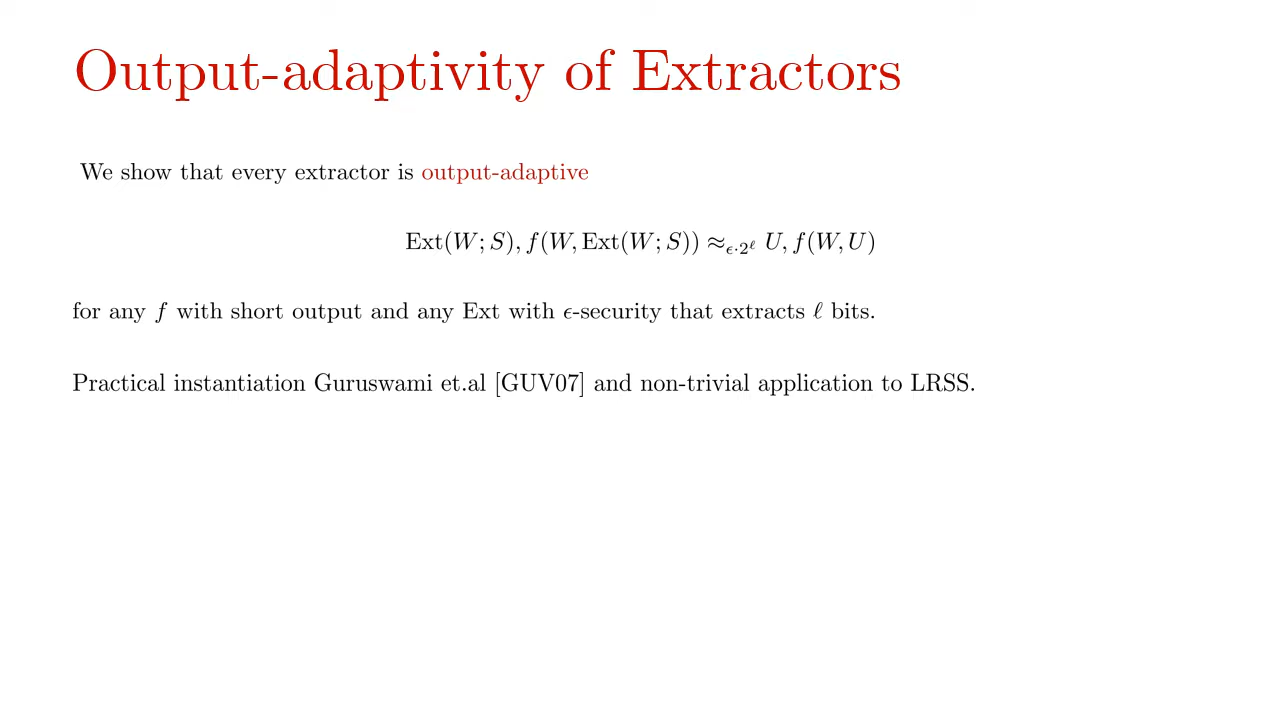 Output-adaptivity of Extractors
We show that every extractor is output-adaptive
Ext(W; S), f(W, Ext(W; S)) ≈_{ϵ·2^ℓ} U, f(W, U)
for any f with short output and any Ext with ϵ-security that extracts ℓ bits.
Practical instantiation Guruswami et.al [GUV07] and non-trivial application to LRSS.